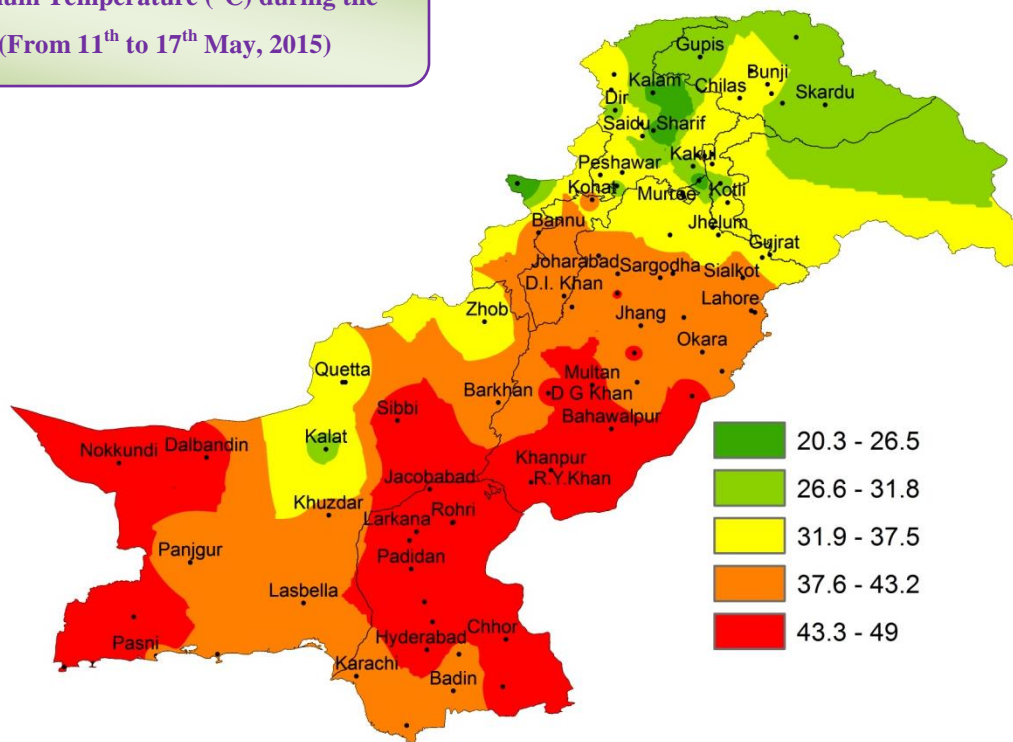 Temperature (°C) during the
(From 11th to 17th May, 2015)
Gupis
Bunji
Kalam
Chilas
Skardu
Dir
Saidu Sharif
Kakul
Peshawar
Kohat
Murree
Kotli
Bannu
Jhelum
Gujrat
Joharabad
Sargodha
Sialkot
D.I. Khan
Lahore
Zhob
Jhang
Okara
Quetta
Multan
Barkhan
D G Khan
Sibbi
Bahawalpur
Kalat
Nokkundi
Dalbandin
Khanpur
Jacobabad
R.Y.Khan
Khuzdar
Larkana
Rohri
Panjgur
Padidan
Lasbella
Chhor
Pasni
Hyderabad
Karachi
Badin
20.3 - 26.5
26.6 - 31.8
31.9 - 37.5
37.6 - 43.2
43.3 - 49